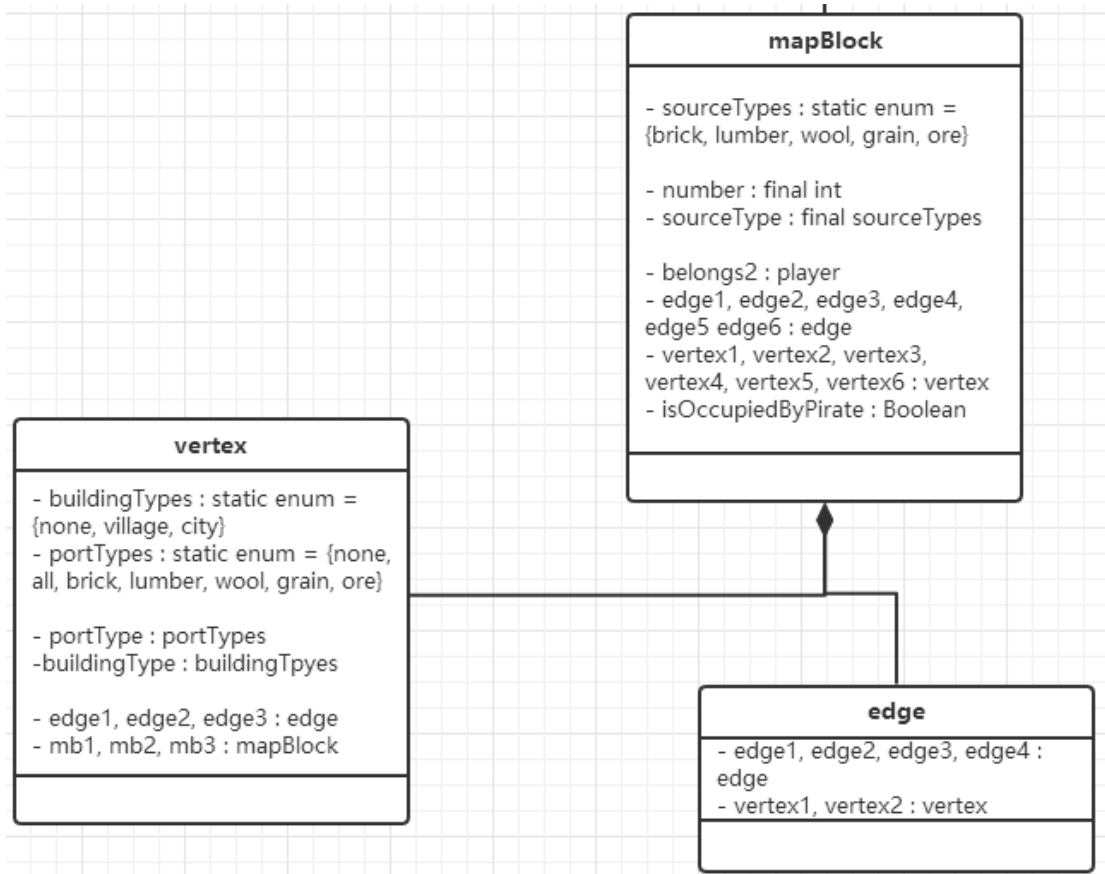 mapBlock
- sourceTypes : static enum =
{brick, lumber, wool, grain, ore}
- number : final int
- sourceType : final sourceTypes
- belongs2 : player
- edge1, edge2, edge3, edge4,
edge5 edge6 : edge
- vertex1, vertex2, vertex3,
vertex4, vertex5, vertex6 : vertex
- isOccupiedByPirate : Boolean
vertex
- buildingTypes : static enum =
{none, village, city}
- portTypes : static enum = {none,
all, brick, lumber, wool, grain, ore}
- portType : portTypes
-buildingType : buildingTpyes
- edge1, edge2, edge3 : edge
- mb1, mb2, mb3 : mapBlock
edge
- edge1, edge2, edge3, edge4 :
edge
- vertex1, vertex2 : vertex